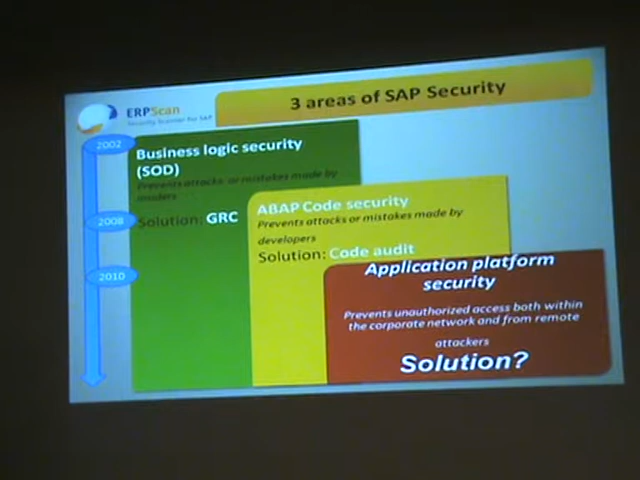 ERPScan
Security Scanner for SAP
3 areas of SAP Security
2002
Business logic security
(SOD)
Prevents attacks or mistakes made by
insiders
Solution: GRC
2008
ABAP Code security
Prevents attacks or mistakes made by
developers
Solution: Code audit
2010
Application platform
security
Prevents unauthorized access both within
the corporate network and from remote
attackers
Solution?